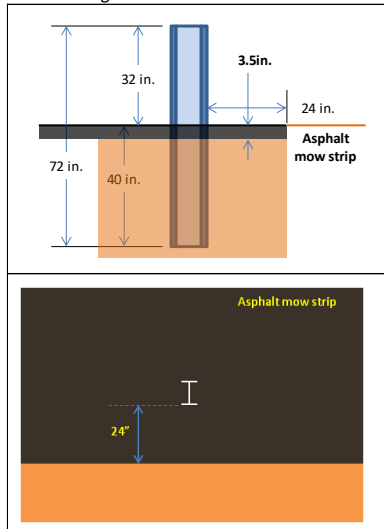 32 in.
3.5in.
24 in.
Asphalt
mow strip
72 in.
40 in.
Asphalt mow strip
24”